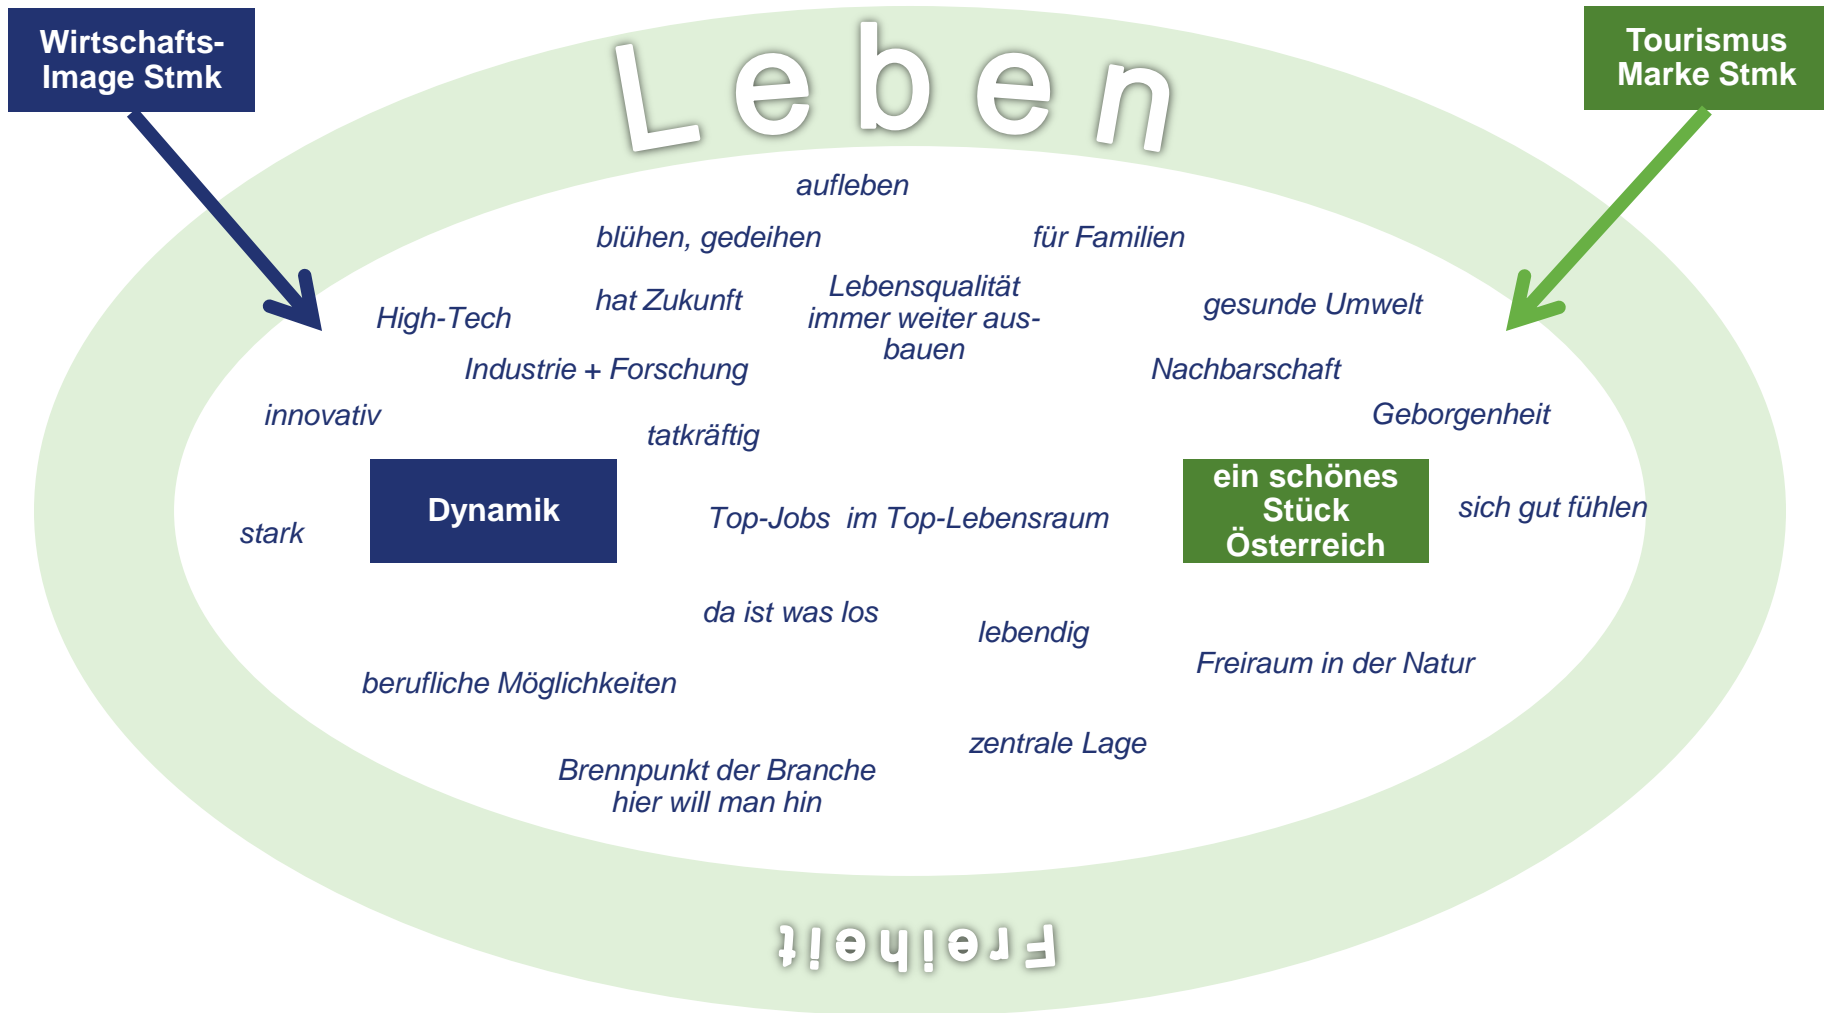 Wirtschafts-
Image Stmk
Leben
Tourismus
Marke Stmk
aufleben
blühen, gedeihen
für Familien
High-Tech
hat Zukunft
Lebensqualität
immer weiter aus-
bauen
gesunde Umwelt
Industrie + Forschung
Nachbarschaft
innovativ
tatkräftig
Geborgenheit
stark
Dynamik
Top-Jobs  im Top-Lebensraum
ein schönes
Stück
Österreich
sich gut fühlen
da ist was los
lebendig
berufliche Möglichkeiten
Freiraum in der Natur
Brennpunkt der Branche
hier will man hin
zentrale Lage
Freiheit